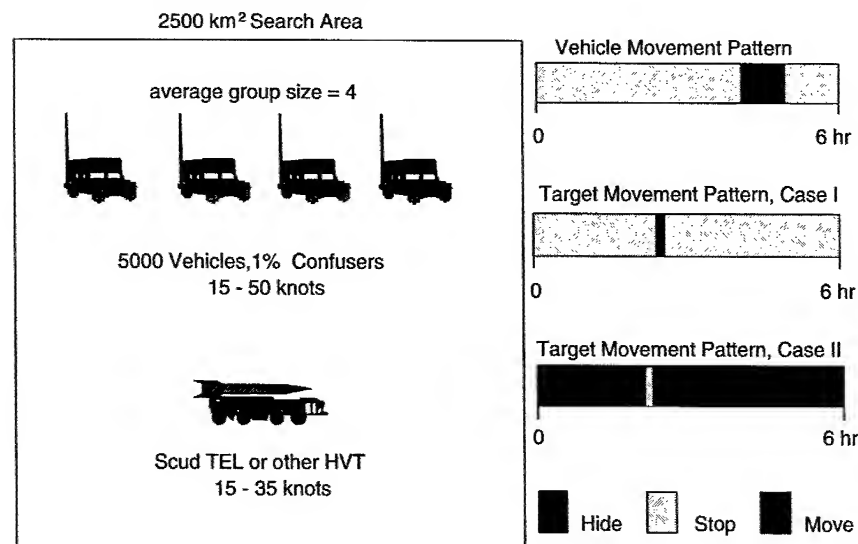 2500 km² Search Area
average group size = 4
5000 Vehicles,1% Confusers
15 - 50 knots
Scud TEL or other HVT
15 - 35 knots
Vehicle Movement Pattern
0 6 hr
Target Movement Pattern, Case I
0 6 hr
Target Movement Pattern, Case II
0 6 hr
Hide Stop Move